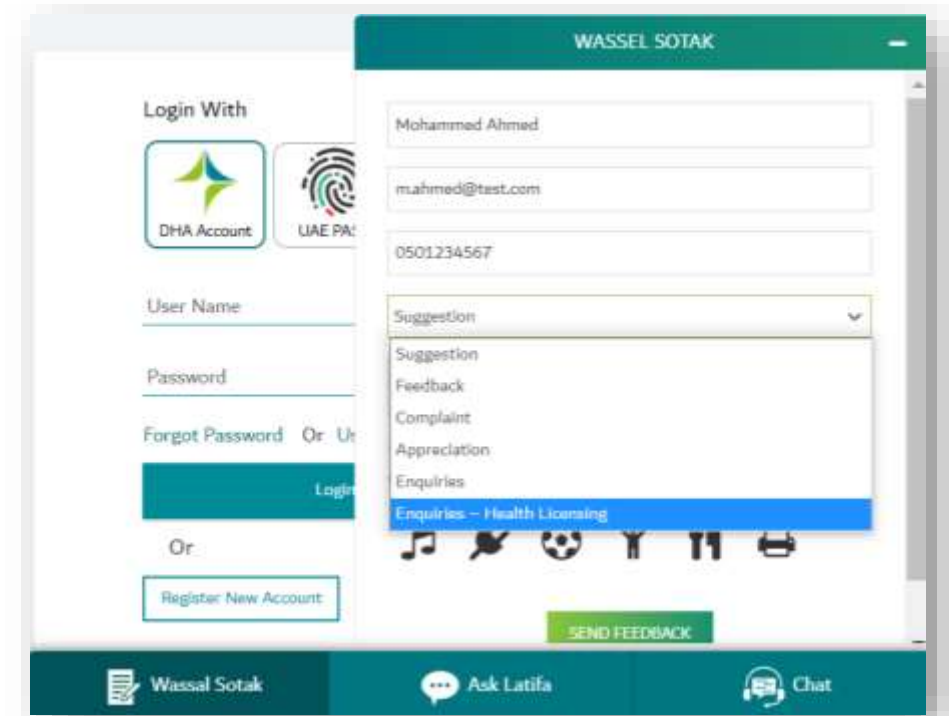 WASSEL SOTAK
Login With
DHA Account
UAE PAS
User Name
Password
Forgot Password Or Us
Login
Or
Register New Account
Mohammed Ahmed
m.ahmed@test.com
0501234567
Suggestion
Suggestion
Feedback
Complaint
Appreciation
Enquiries
Enquiries – Health Licensing
SEND FEEDBACK
Wassal Sotak
Ask Latifa
Chat